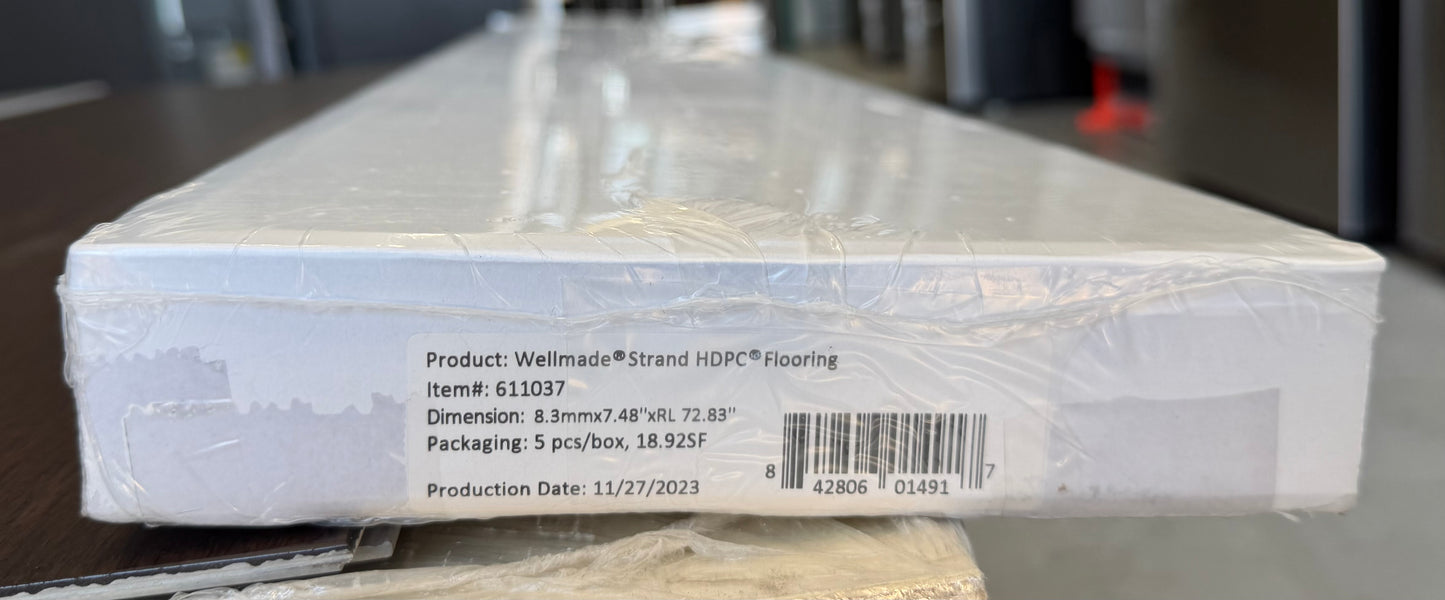 Product: Wellmade® Strand HDPC® Flooring
Item#: 611037
Dimension: 8.3mmx7.48"xRL 72.83"
Packaging: 5 pcs/box, 18.92SF
Production Date: 11/27/2023
8 42806 01491 7